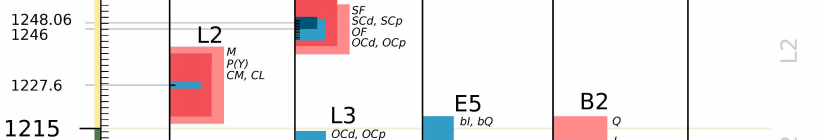 1248.06
1246
1227.6
1215
L2
M
P(Y)
CM, CL
SF
SCd, SCp
OF
OCd, OCp
L3
OCd, OCp
E5
bI, bQ
B2
Q
L2